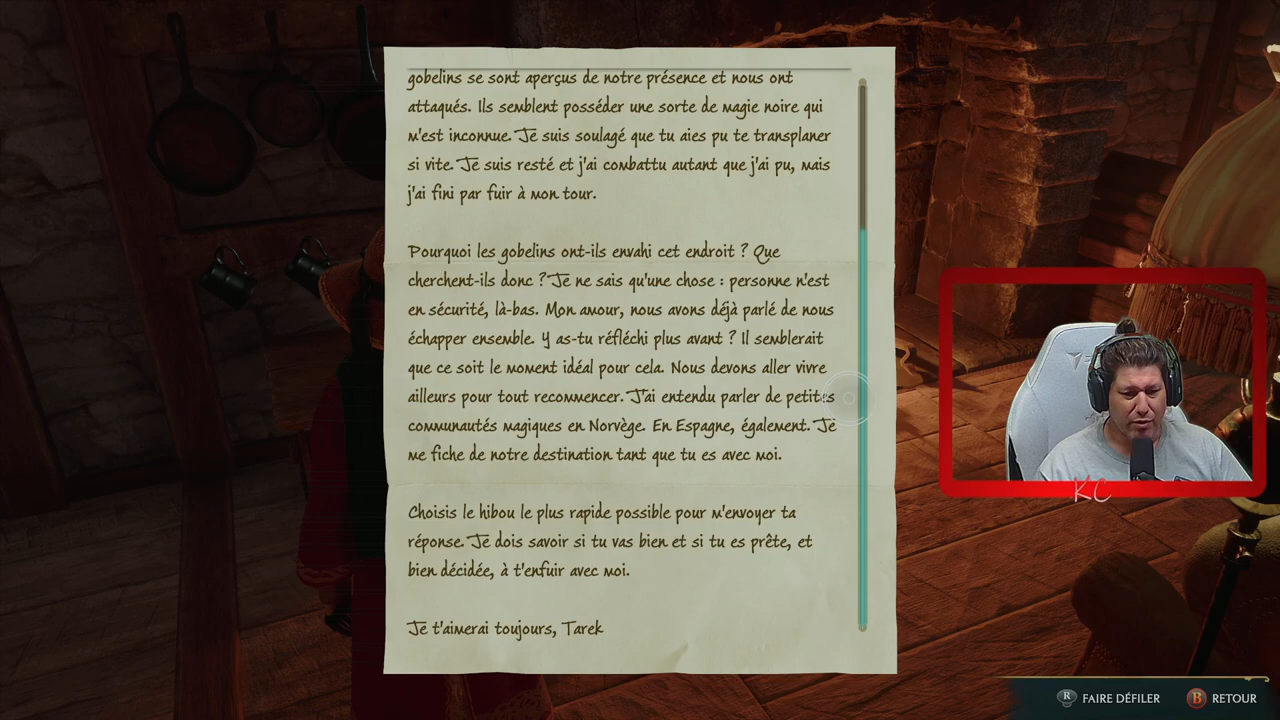 gobelins se sont aperçus de notre présence et nous ont
attaqués. Ils semblent posséder une sorte de magie noire qui
m'est inconnue. Je suis soulagé que tu aies pu te transplaner
si vite. Je suis resté et j'ai combattu autant que j'ai pu, mais
j'ai fini par fuir à mon tour.
Pourquoi les gobelins ont-ils envahi cet endroit ? Que
cherchent-ils donc ? Je ne sais qu'une chose : personne n'est
en sécurité, là-bas. Mon amour, nous avons déjà parlé de nous
échapper ensemble. Y as-tu réfléchi plus avant ? Il semblerait
que ce soit le moment idéal pour cela. Nous devons aller vivre
ailleurs pour tout recommencer. J'ai entendu parler de petites
communautés magiques en Norvège. En Espagne, également. Je
me fiche de notre destination tant que tu es avec moi.
Choisis le hibou le plus rapide possible pour m'envoyer ta
réponse. Je dois savoir si tu vas bien et si tu es prête, et
bien décidée, à t'enfuir avec moi.
Je t'aimerai toujours, Tarek
KC
R FAIRE DÉFILER B RETOUR